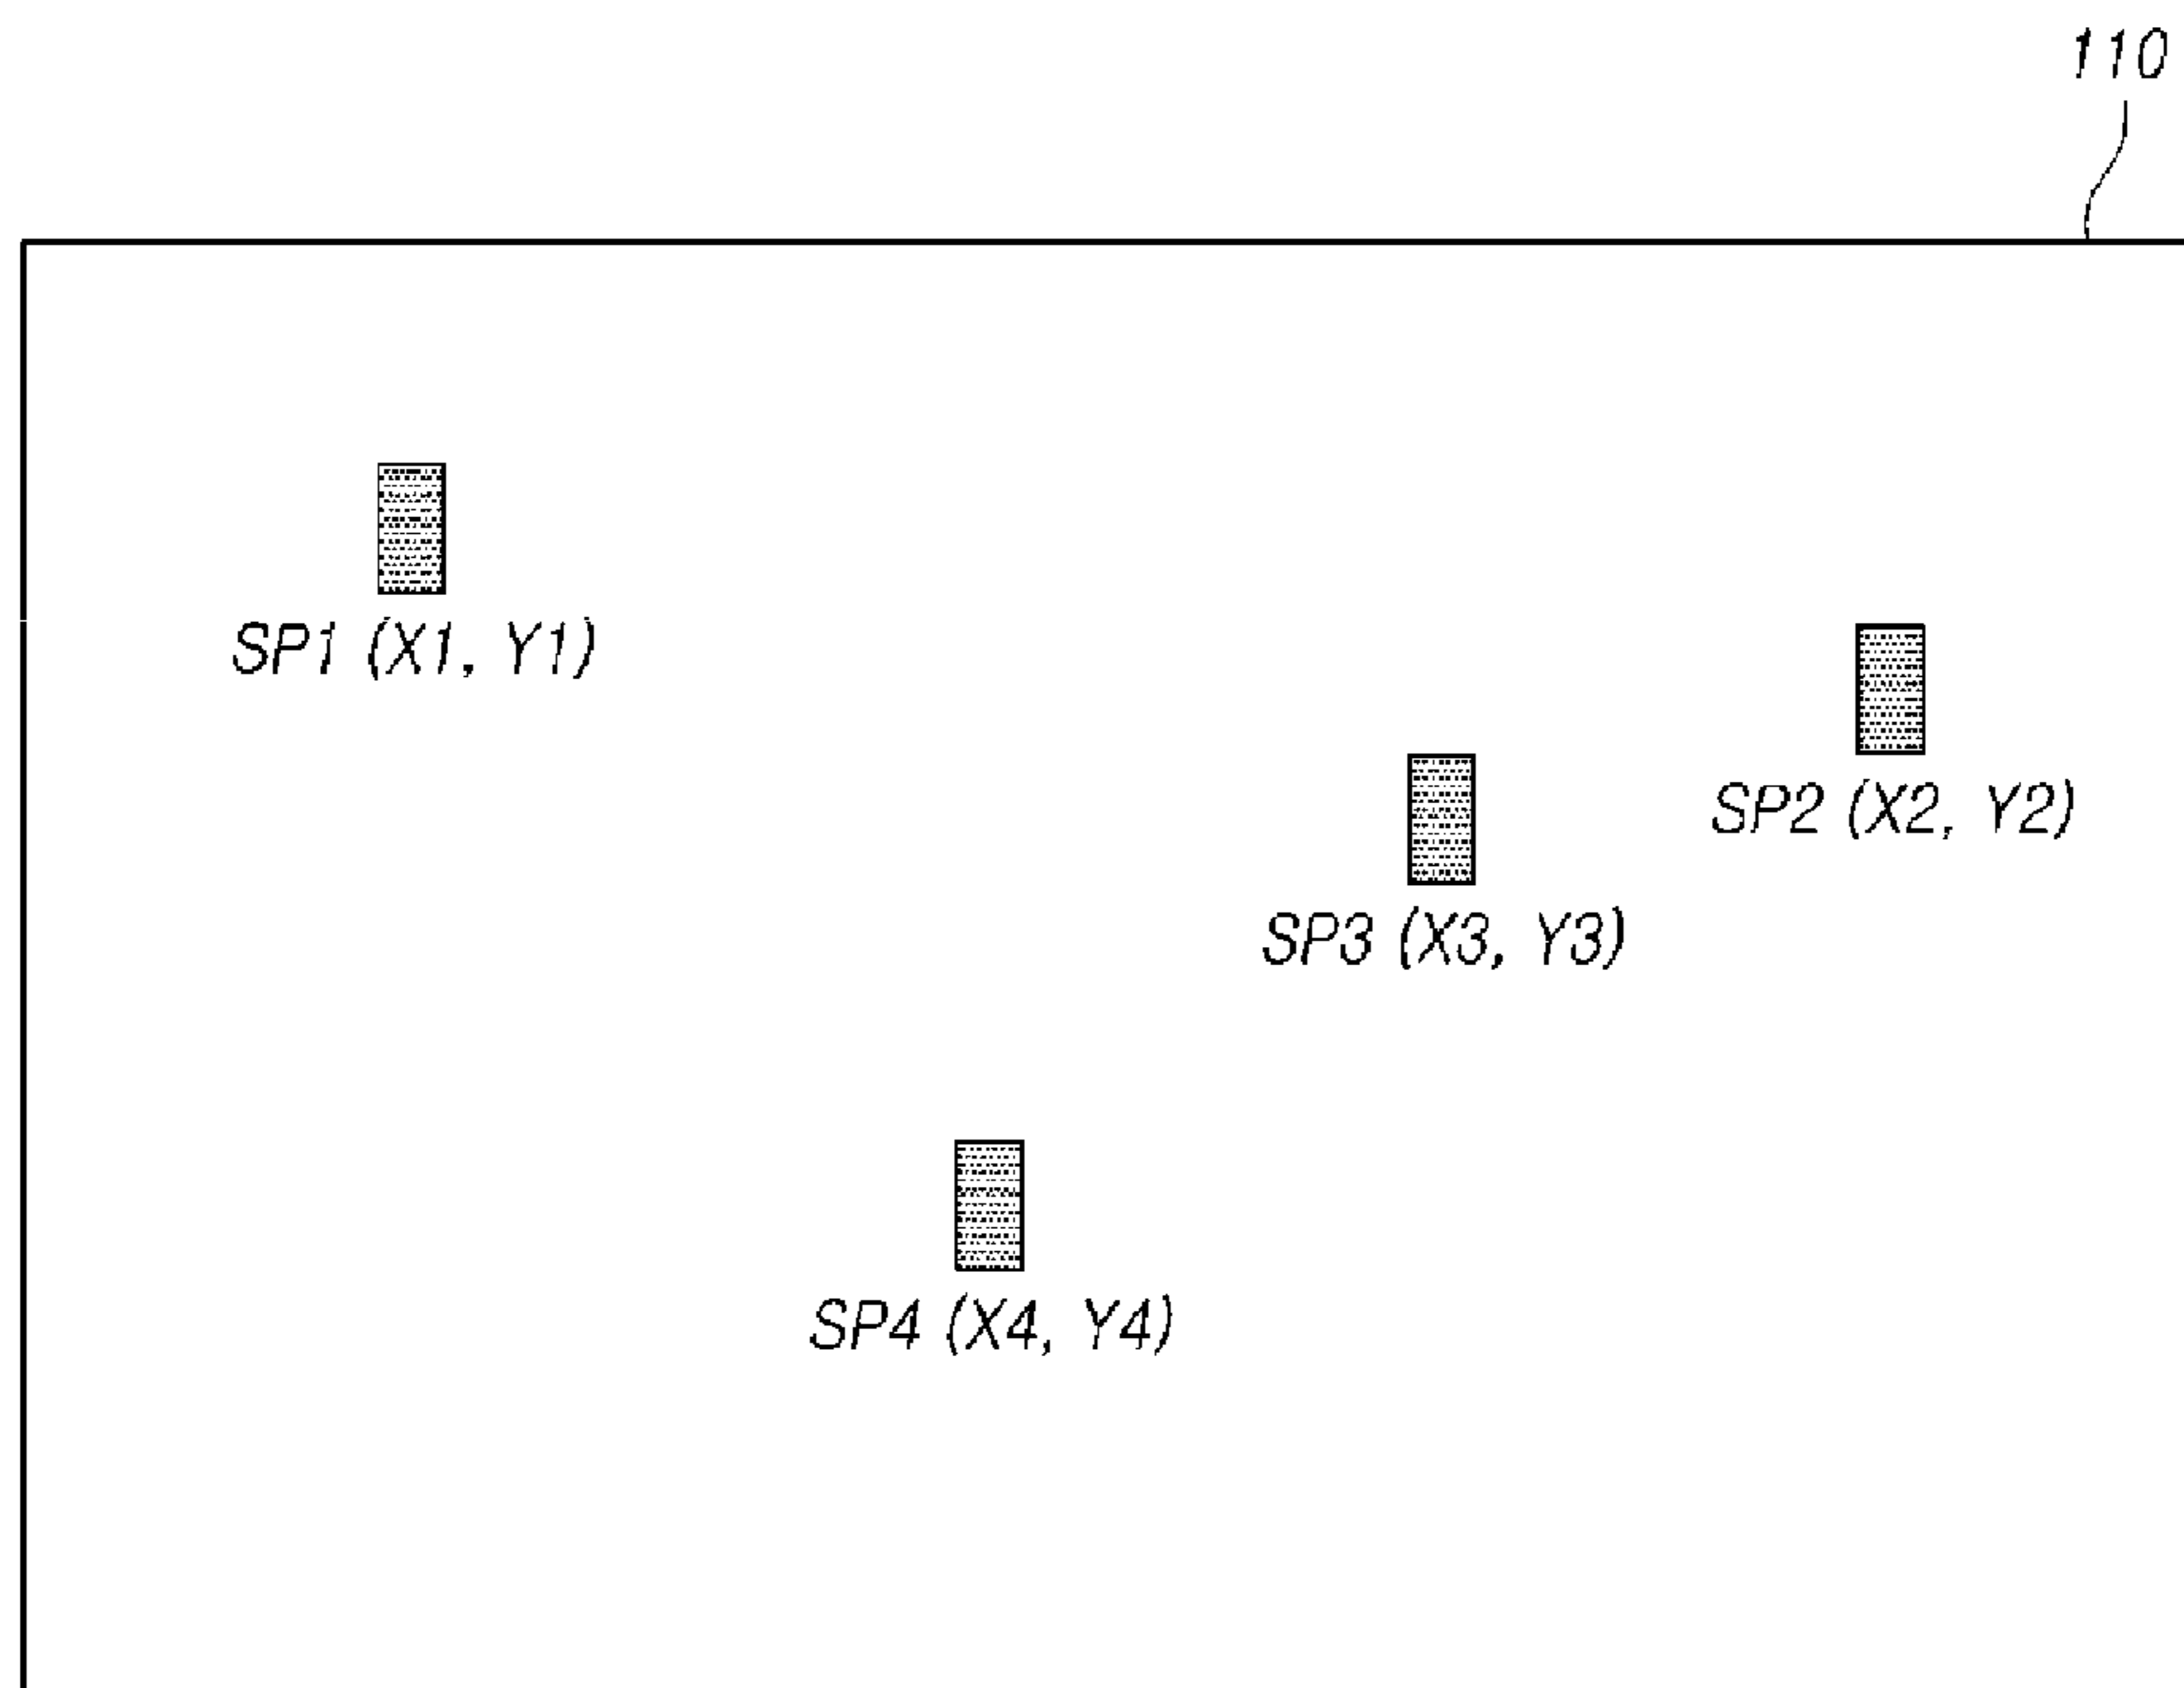 110
SP1 (X1, Y1)
SP2 (X2, Y2)
SP3 (X3, Y3)
SP4 (X4, Y4)